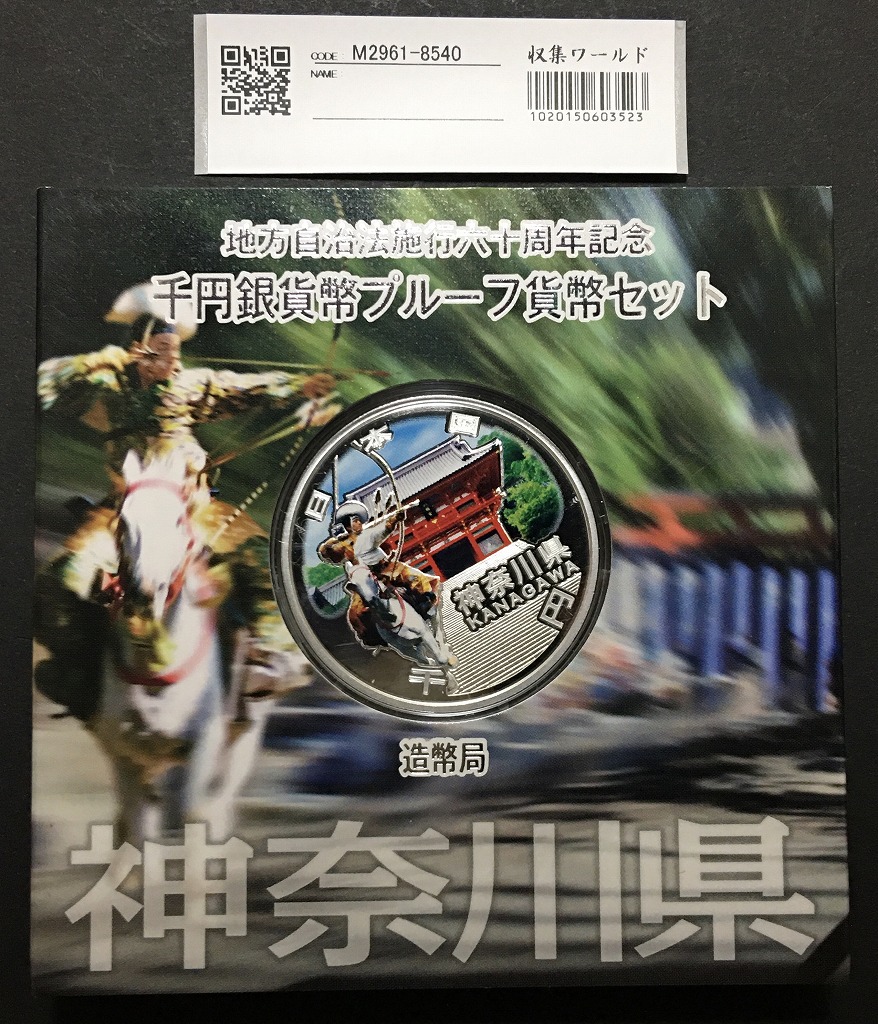 CODE M2961-8540
NAME
収集ワールド
1020150603523
地方自治法施行六十周年記念
千円銀貨幣プルーフ貨幣セット
日本国
神奈川県
KANAGAWA
千円
造幣局
神奈川県